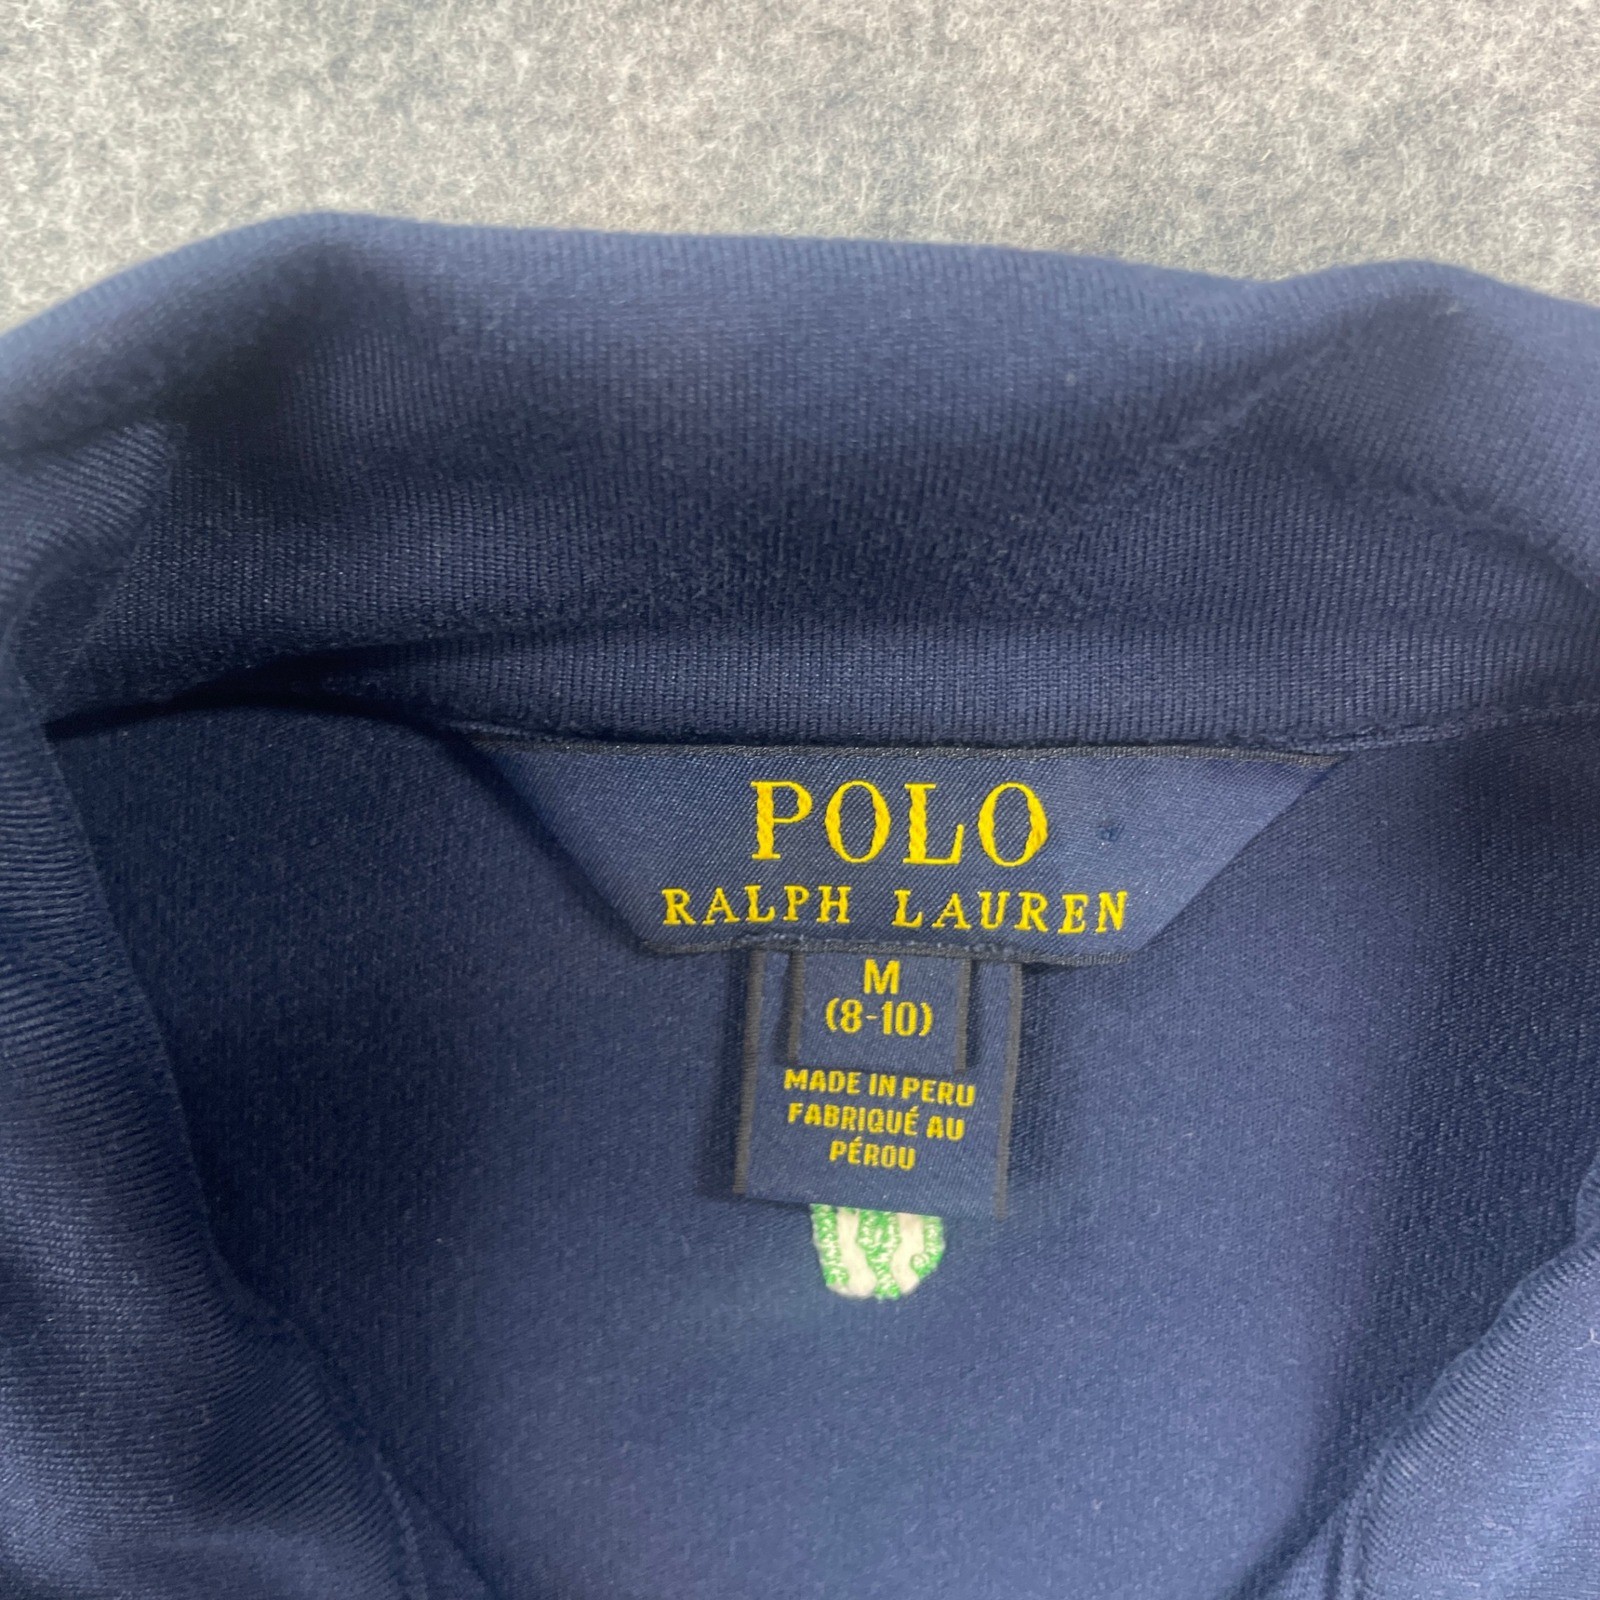 POLO
RALPH LAUREN
M
(8-10)
MADE IN PERU
FABRIQUÉ AU
PÉROU